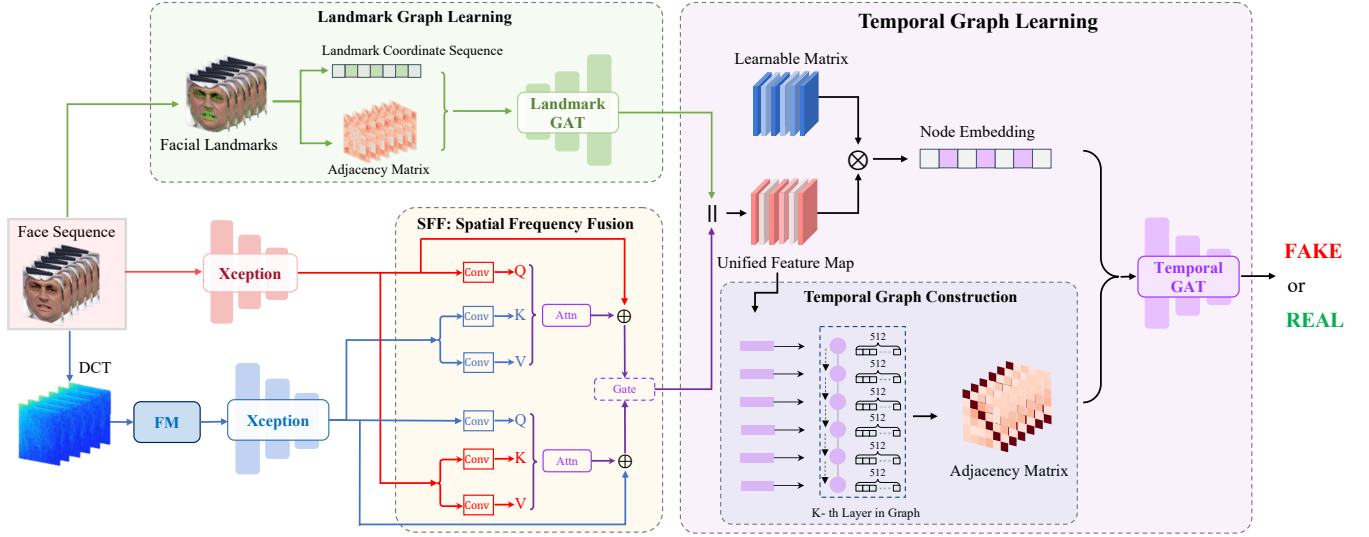 Landmark Graph Learning
Landmark Coordinate Sequence
Facial Landmarks
Adjacency Matrix
Landmark
GAT
Face Sequence
Xception
DCT
FM
Xception
SFF: Spatial Frequency Fusion
Conv
Q
Conv
K
Conv
V
Attn
Gate
Conv
Q
Conv
K
Conv
V
Attn
Temporal Graph Learning
Learnable Matrix
Node Embedding
||
Unified Feature Map
Temporal Graph Construction
512
512
512
512
512
512
K- th Layer in Graph
Adjacency Matrix
Temporal
GAT
FAKE
or
REAL